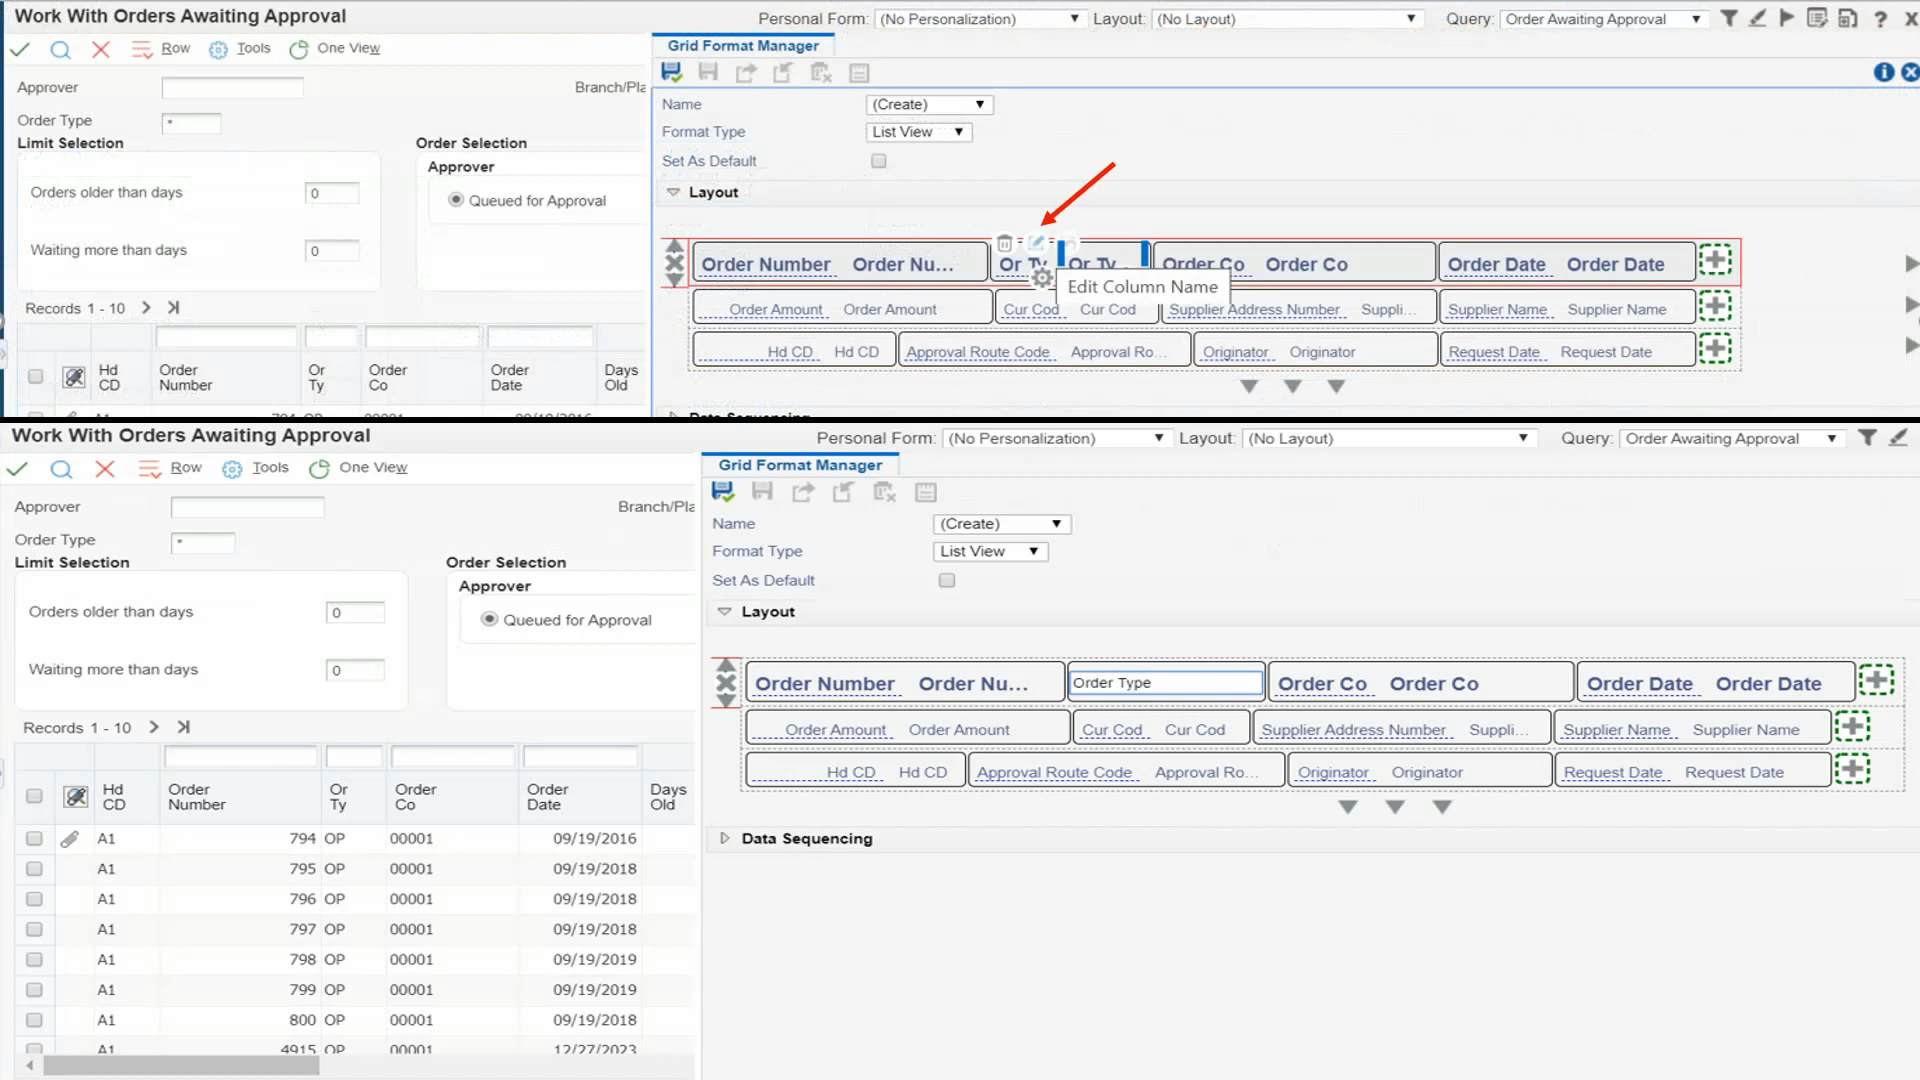 Work With Orders Awaiting Approval
Personal Form: (No Personalization) Layout: (No Layout) Query: Order Awaiting Approval
Row Tools One View
Grid Format Manager
Approver Branch/Pla
Order Type *
Limit Selection
Orders older than days 0
Waiting more than days 0
Order Selection
Approver
Queued for Approval
Name (Create)
Format Type List View
Set As Default
Layout
Order Number Order Nu... Or Ty Or Ty... Order Co Order Co Order Date Order Date
Edit Column Name
Order Amount Order Amount Cur Cod Cur Cod Supplier Address Number Suppli... Supplier Name Supplier Name
Hd CD Hd CD Approval Route Code Approval Ro... Originator Originator Request Date Request Date
Data Sequencing
Records 1 - 10
Hd CD Order Number Or Ty Order Co Order Date Days Old
A1 794 OP 00001 09/19/2016
Work With Orders Awaiting Approval
Personal Form: (No Personalization) Layout: (No Layout) Query: Order Awaiting Approval
Row Tools One View
Grid Format Manager
Approver Branch/Pla
Order Type *
Limit Selection
Orders older than days 0
Waiting more than days 0
Order Selection
Approver
Queued for Approval
Name (Create)
Format Type List View
Set As Default
Layout
Order Number Order Nu... Order Type Order Co Order Co Order Date Order Date
Order Amount Order Amount Cur Cod Cur Cod Supplier Address Number Suppli... Supplier Name Supplier Name
Hd CD Hd CD Approval Route Code Approval Ro... Originator Originator Request Date Request Date
Data Sequencing
Records 1 - 10
Hd CD Order Number Or Ty Order Co Order Date Days Old
A1 794 OP 00001 09/19/2016
A1 795 OP 00001 09/19/2018
A1 796 OP 00001 09/19/2018
A1 797 OP 00001 09/19/2018
A1 798 OP 00001 09/19/2019
A1 799 OP 00001 09/19/2019
A1 800 OP 00001 09/19/2018
A1 4915 OP 00001 12/27/2023